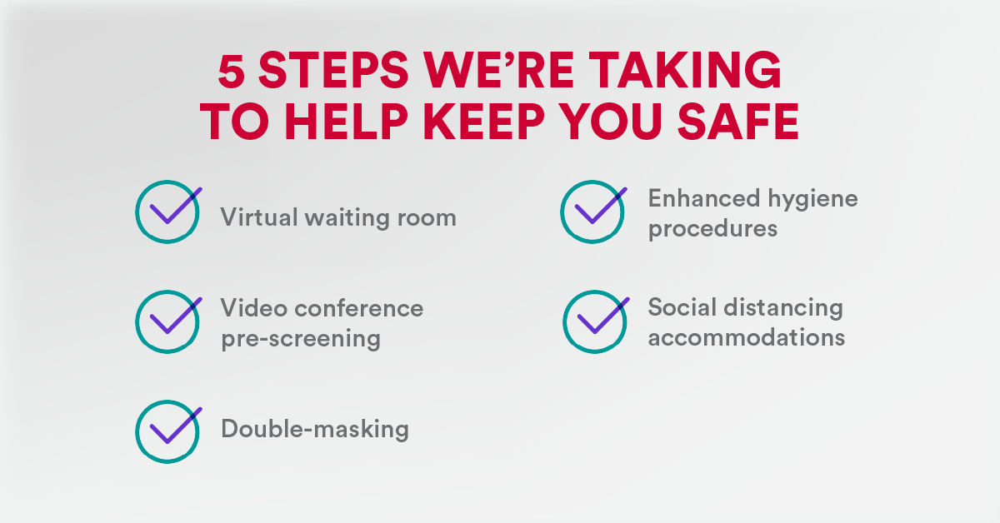 5 STEPS WE’RE TAKING
TO HELP KEEP YOU SAFE
Virtual waiting room
Video conference
pre-screening
Double-masking
Enhanced hygiene
procedures
Social distancing
accommodations